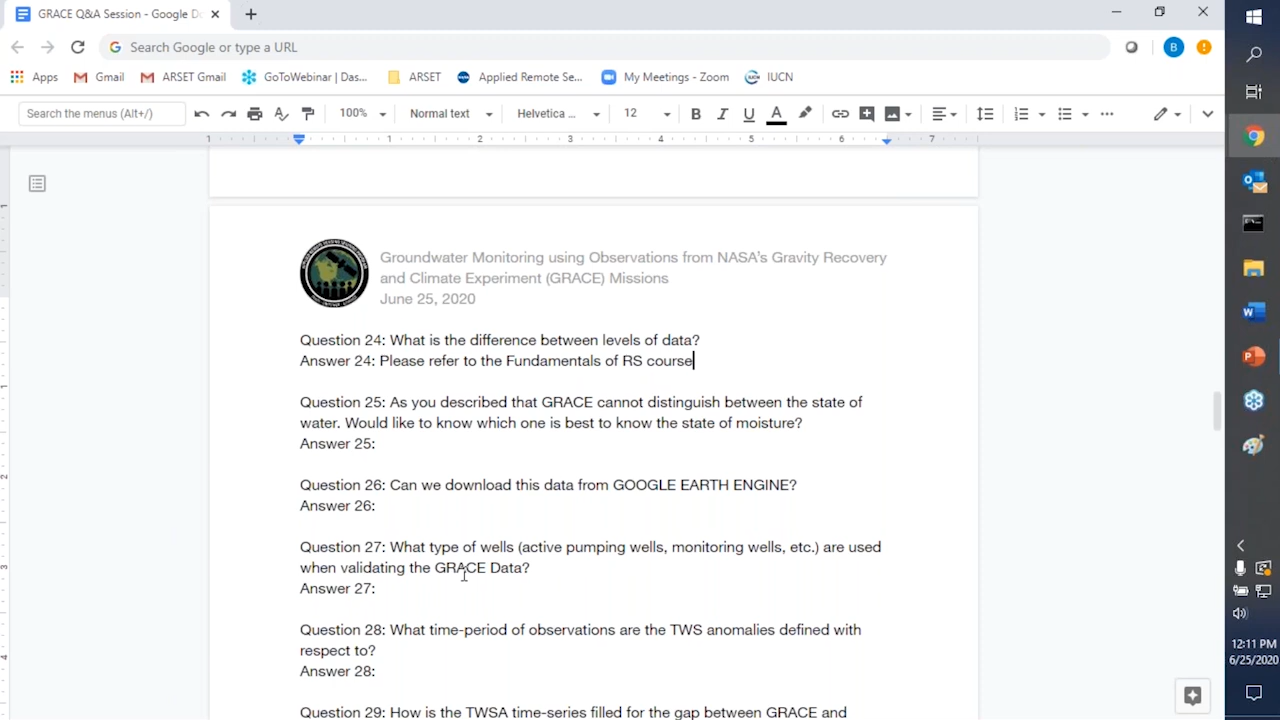 GRACE Q&A Session - Google Do
Search Google or type a URL
B
Apps
Gmail
ARSET Gmail
GoToWebinar | Das...
ARSET
Applied Remote Se...
My Meetings - Zoom
IUCN
Search the menus (Alt+/)
100%
Normal text
Helvetica ...
12
B
I
U
A
1 1 2 3 4 5 6 7
Groundwater Monitoring using Observations from NASA's Gravity Recovery
and Climate Experiment (GRACE) Missions
June 25, 2020
Question 24: What is the difference between levels of data?
Answer 24: Please refer to the Fundamentals of RS course
Question 25: As you described that GRACE cannot distinguish between the state of
water. Would like to know which one is best to know the state of moisture?
Answer 25:
Question 26: Can we download this data from GOOGLE EARTH ENGINE?
Answer 26:
Question 27: What type of wells (active pumping wells, monitoring wells, etc.) are used
when validating the GRACE Data?
Answer 27:
Question 28: What time-period of observations are the TWS anomalies defined with
respect to?
Answer 28:
Question 29: How is the TWSA time-series filled for the gap between GRACE and
12:11 PM
6/25/2020